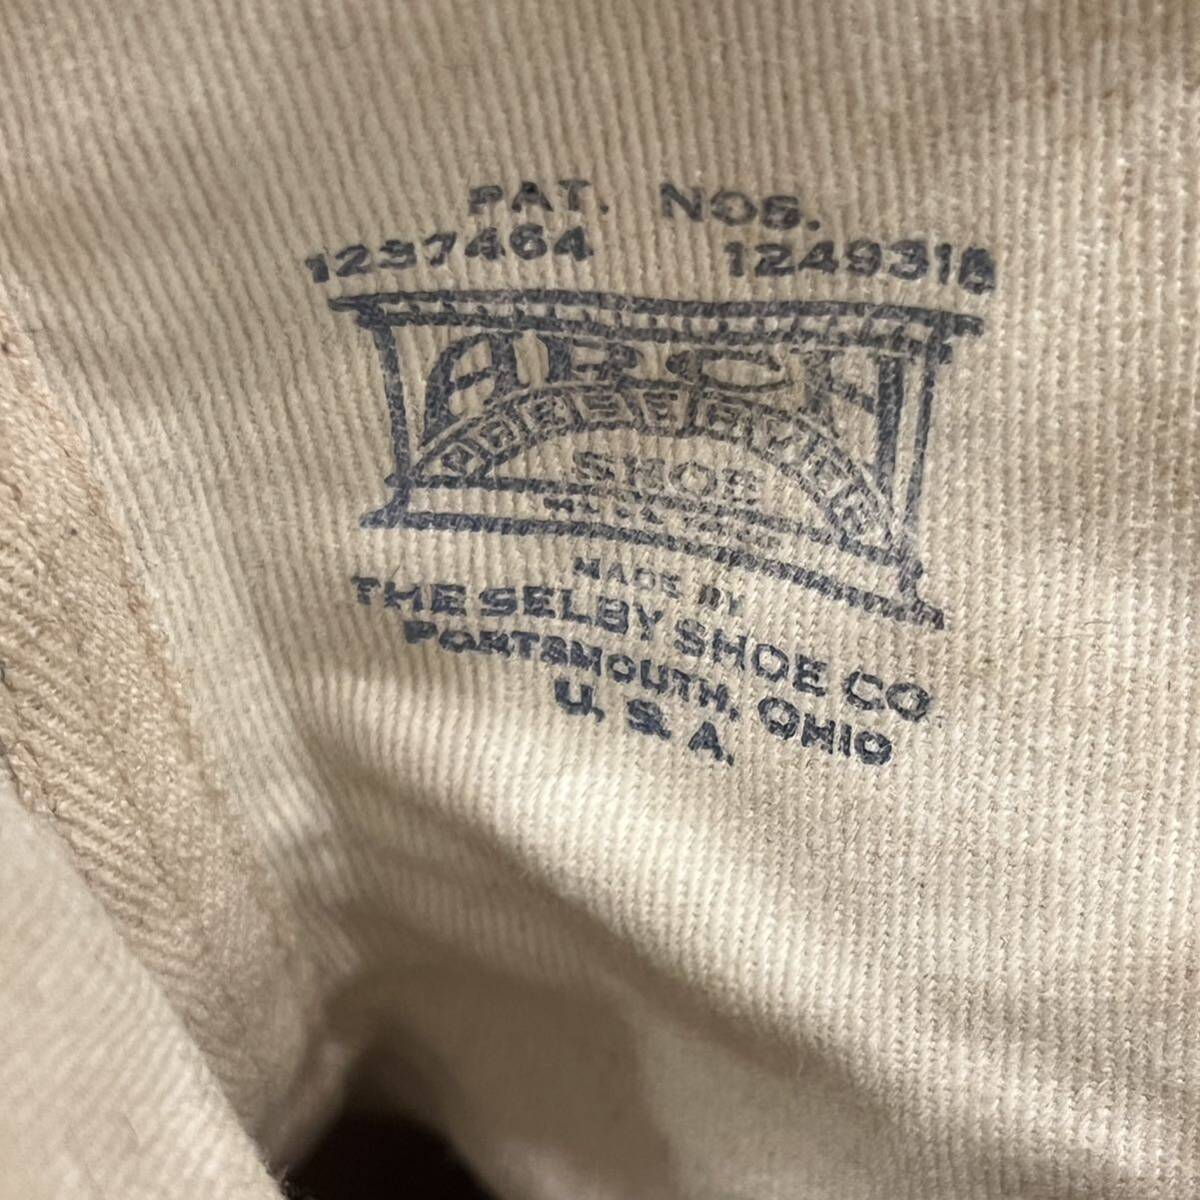 PAT. NOS.
1237464 1249318
ARCH
PRESERVER
SHOE
MADE BY
THE SELBY SHOE CO.
PORTSMOUTH, OHIO
U. S. A.